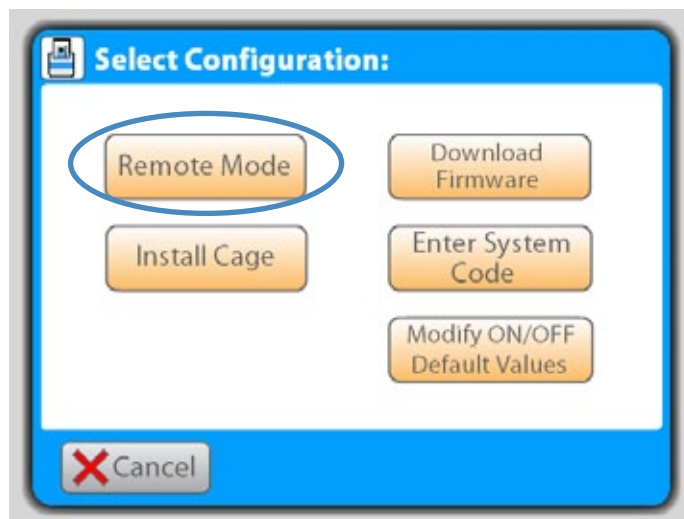 Select Configuration:
Remote Mode
Download
Firmware
Install Cage
Enter System
Code
Modify ON/OFF
Default Values
Cancel